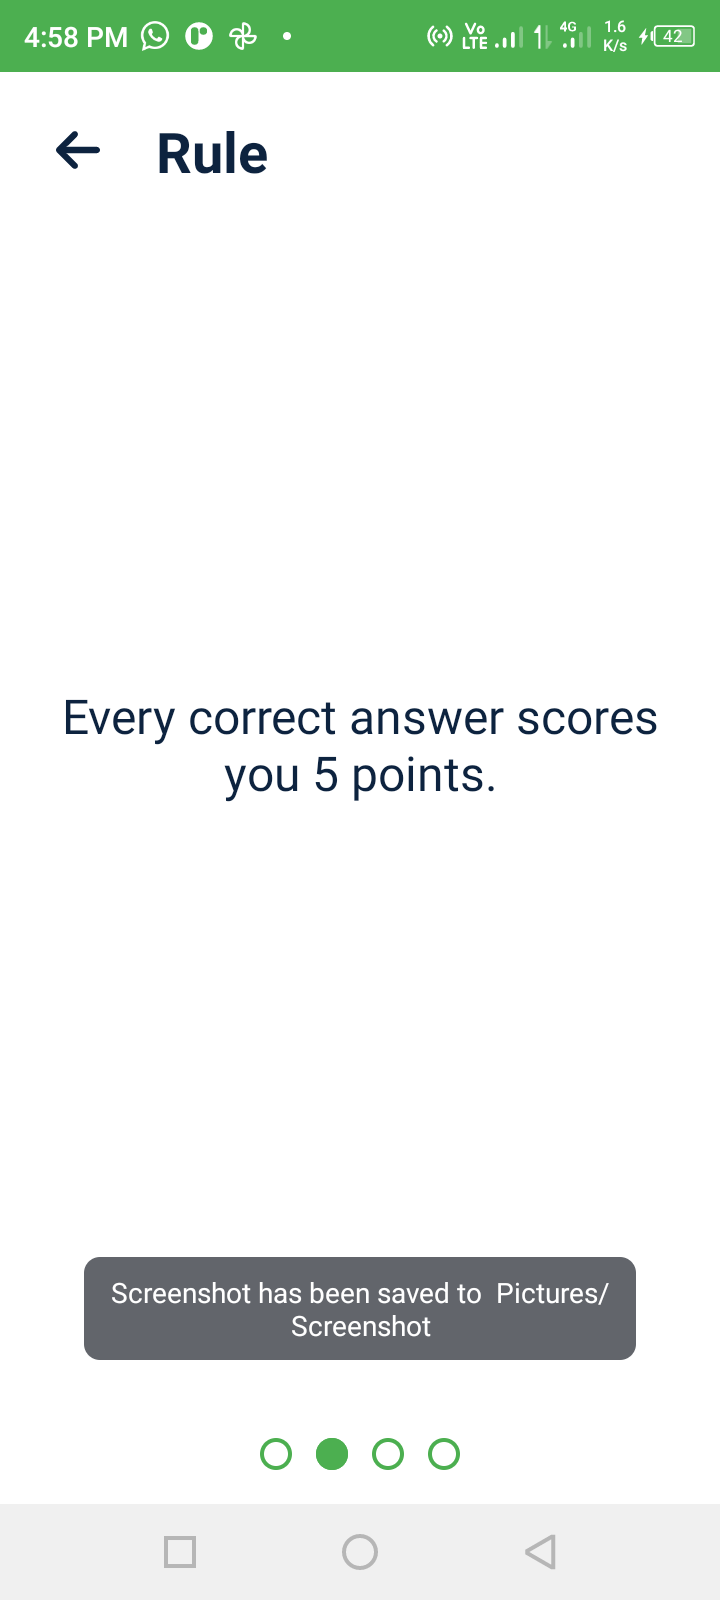 4:58 PM
Vo
LTE
4G
1.6
K/s
42
Rule
Every correct answer scores
you 5 points.
Screenshot has been saved to  Pictures/
Screenshot